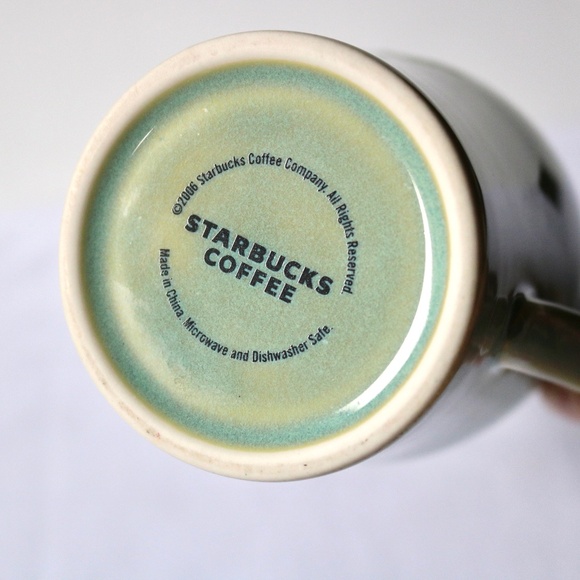 ©2006 Starbucks Coffee Company. All Rights Reserved.
STARBUCKS
COFFEE
Made in China. Microwave and Dishwasher Safe.